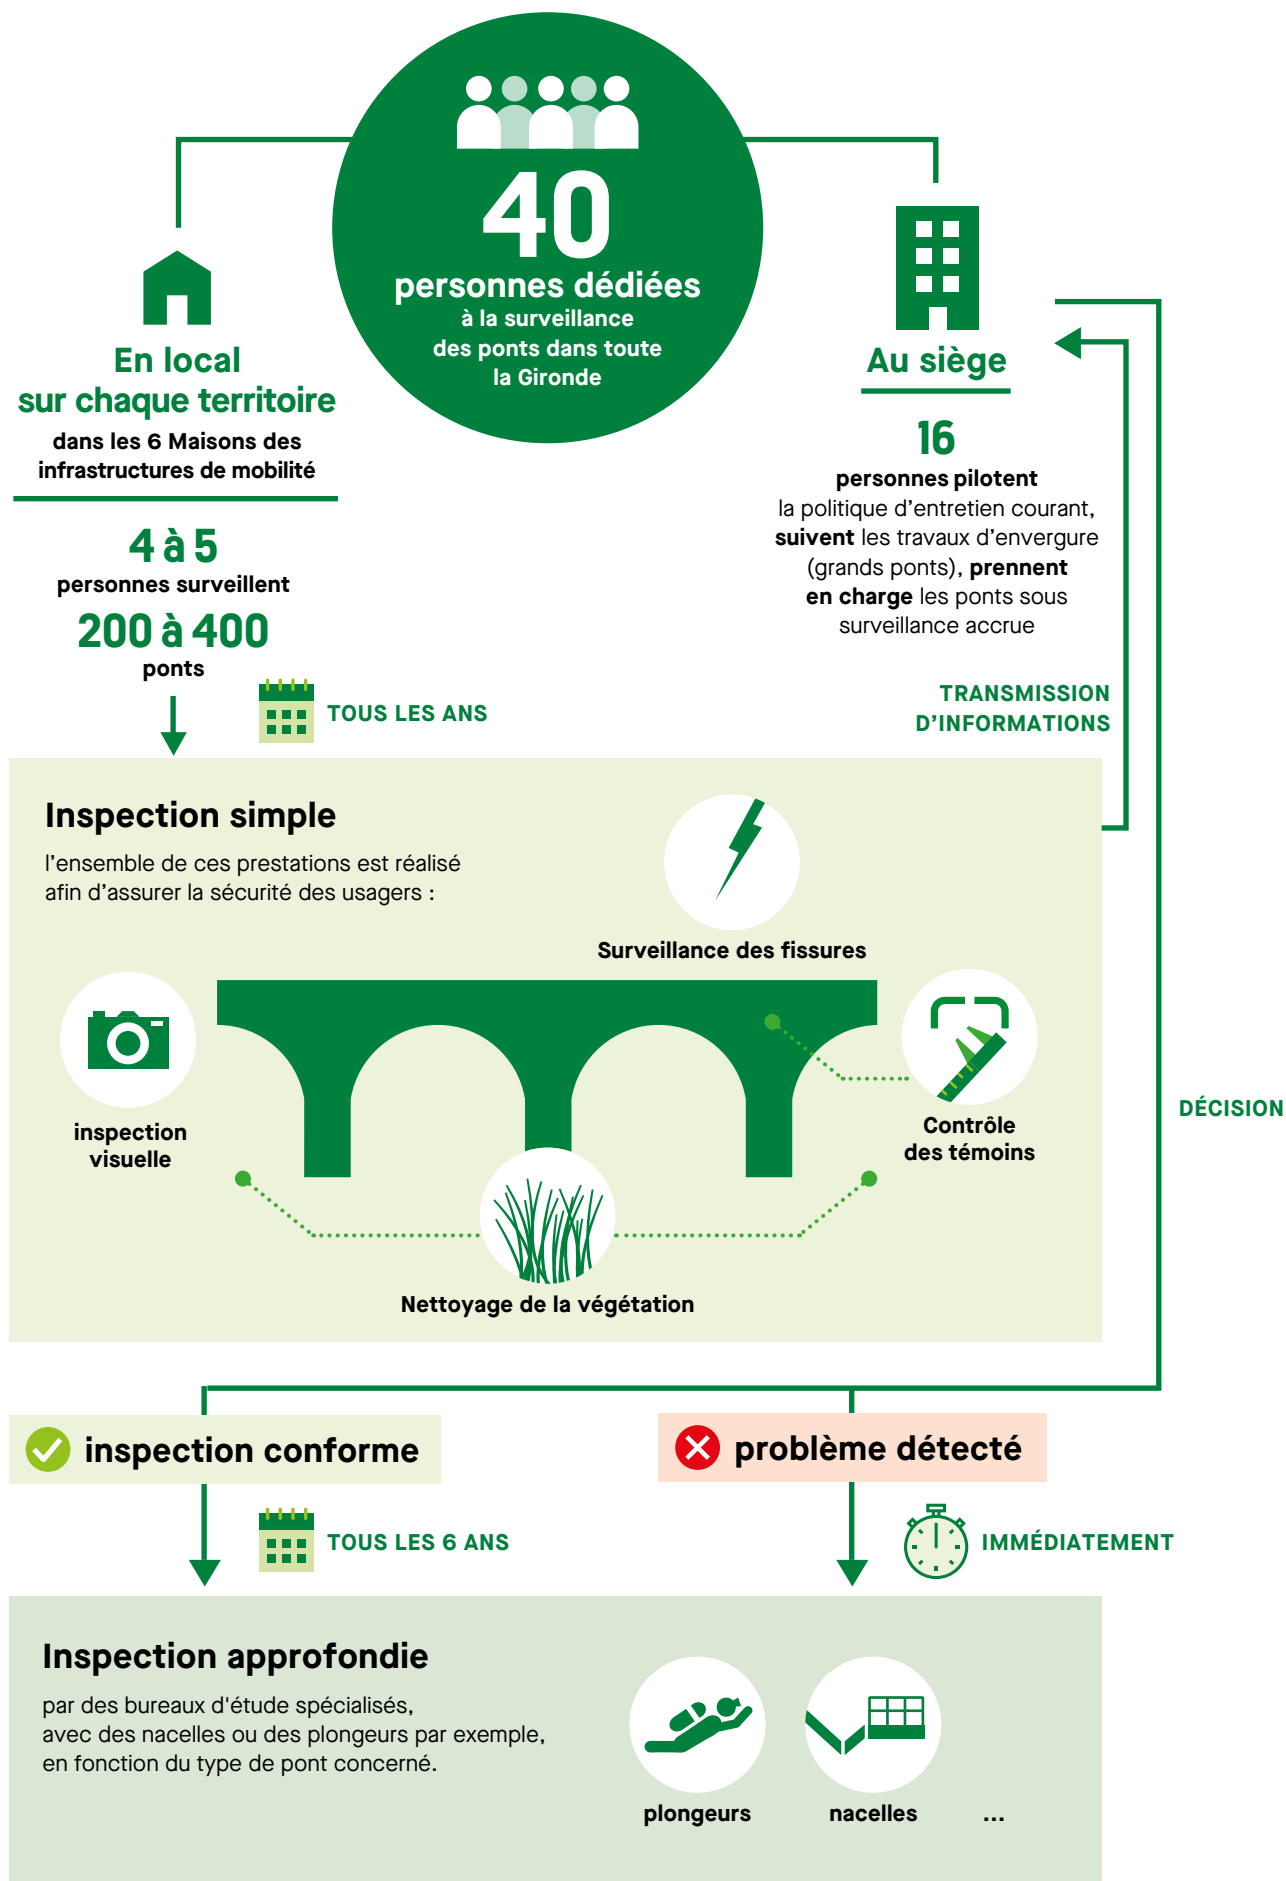 40
personnes dédiées
à la surveillance
des ponts dans toute
la Gironde
En local
sur chaque territoire
dans les 6 Maisons des
infrastructures de mobilité
4 à 5
personnes surveillent
200 à 400
ponts
TOUS LES ANS
Au siège
16
personnes pilotent
la politique d’entretien courant,
suivent les travaux d’envergure
(grands ponts), prennent
en charge les ponts sous
surveillance accrue
TRANSMISSION
D’INFORMATIONS
Inspection simple
l’ensemble de ces prestations est réalisé
afin d’assurer la sécurité des usagers :
Surveillance des fissures
inspection
visuelle
Contrôle
des témoins
Nettoyage de la végétation
DÉCISION
inspection conforme
problème détecté
TOUS LES 6 ANS
IMMÉDIATEMENT
Inspection approfondie
par des bureaux d'étude spécialisés,
avec des nacelles ou des plongeurs par exemple,
en fonction du type de pont concerné.
plongeurs
nacelles
...